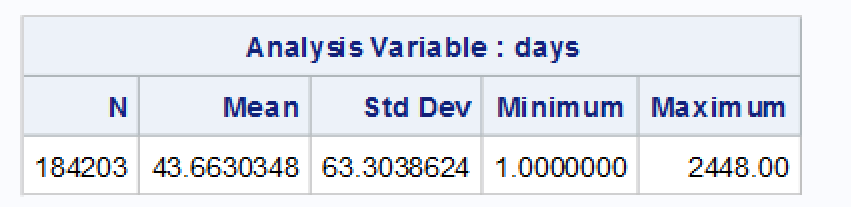 Analysis Variable : days
N Mean Std Dev Minimum Maximum
184203 43.6630348 63.3038624 1.0000000 2448.00